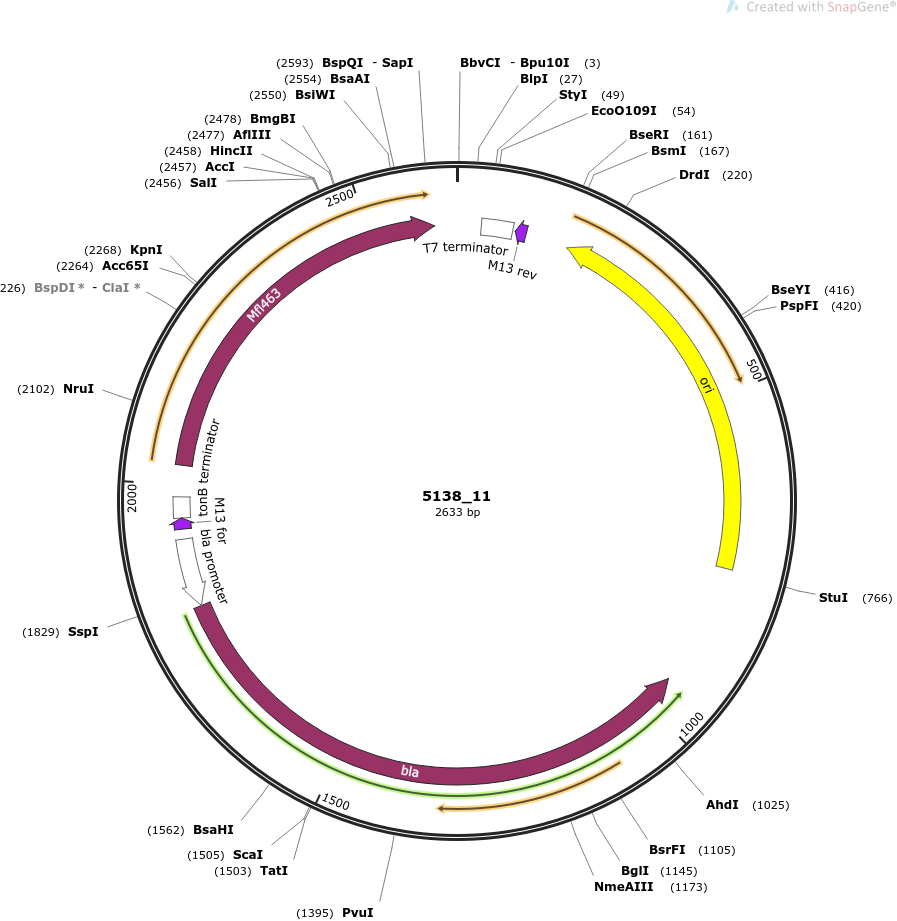 Created with SnapGene®
(2593) BspQI - SapI
(2554) BsaAI
(2550) BsiWI
(2478) BmgBI
(2477) AflIII
(2458) HincII
(2457) AccI
(2456) SalI
BbvCI - Bpu10I (3)
BlpI (27)
StyI (49)
EcoO109I (54)
BseRI (161)
BsmI (167)
DrdI (220)
2500
T7 terminator
M13 rev
(2268) KpnI
(2264) Acc65I
226) BspDI * - ClaI *
Mfl463
BseYI (416)
PspFI (420)
500
ori
(2102) NruI
tonB terminator
2000
M13 for
bla promoter
5138_11
2633 bp
StuI (766)
(1829) SspI
1000
bla
1500
AhdI (1025)
(1562) BsaHI
(1505) ScaI
(1503) TatI
(1395) PvuI
BsrFI (1105)
BglI (1145)
NmeAIII (1173)